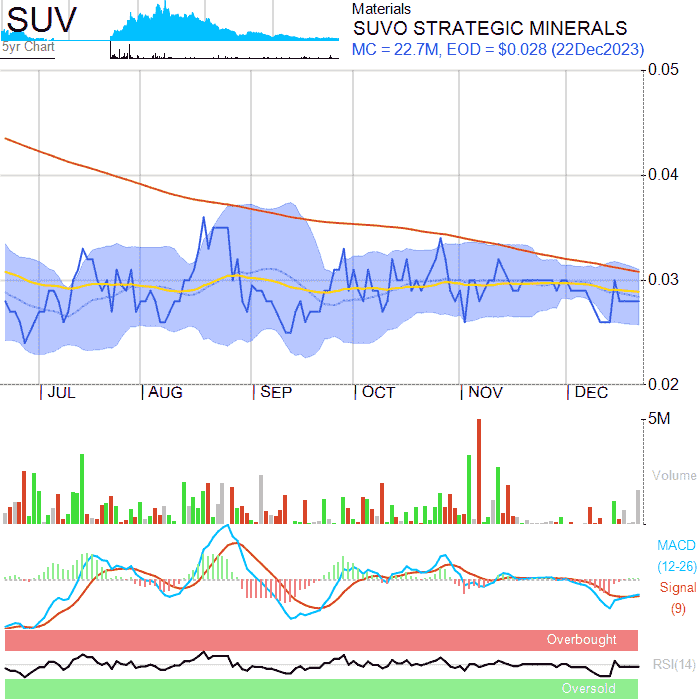 SUV
5yr Chart
Materials
SUVO STRATEGIC MINERALS
MC = 22.7M, EOD = $0.028 (22Dec2023)
0.05
0.04
0.03
0.02
JUL AUG SEP OCT NOV DEC
5M
Volume
MACD
(12-26)
Signal
(9)
Overbought
RSI(14)
Oversold